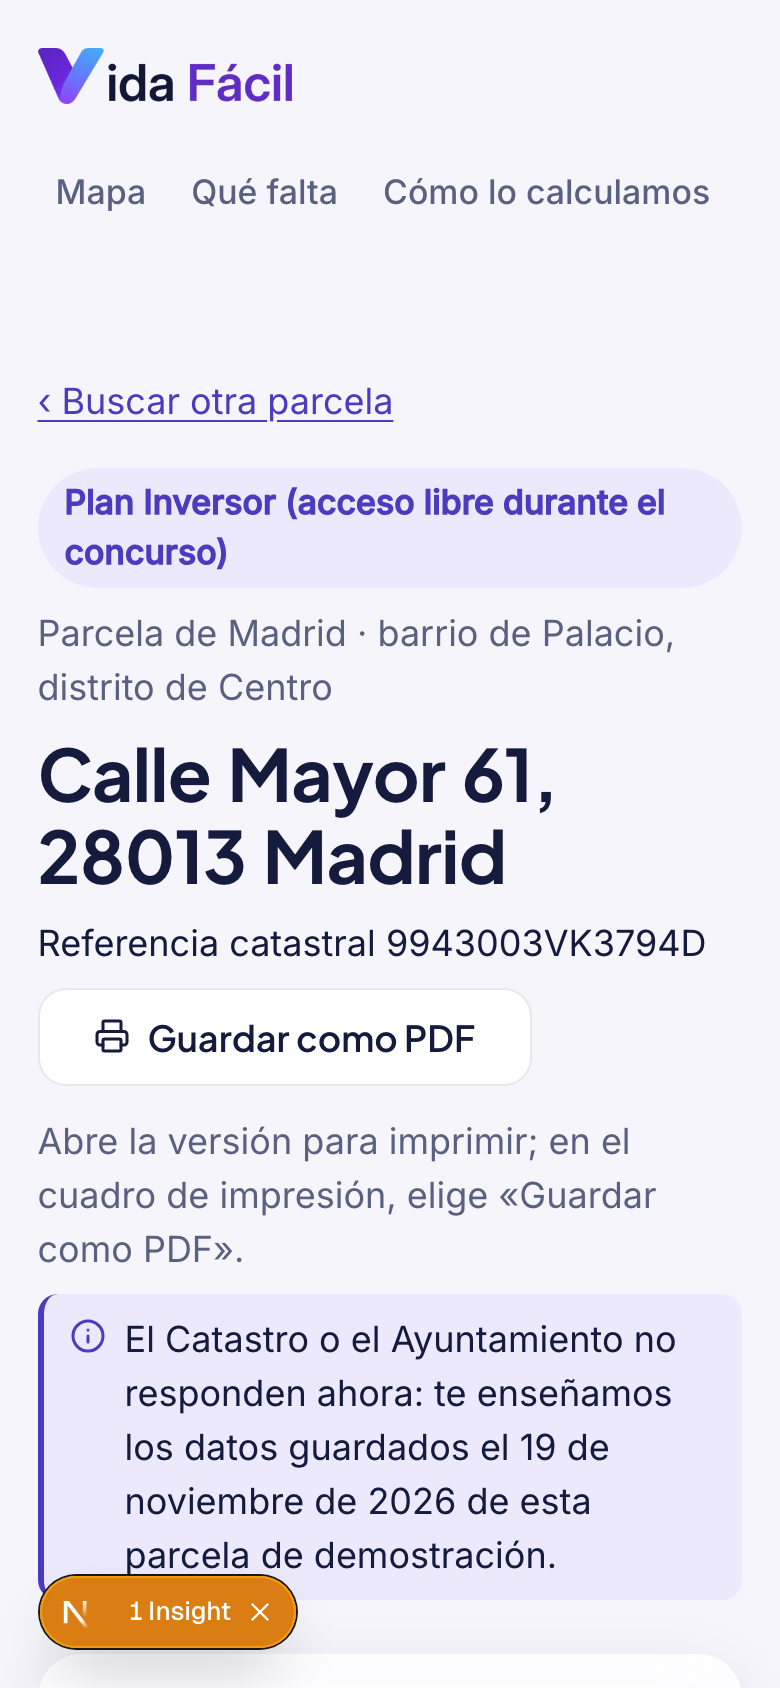 Vida Fácil
Mapa Qué falta Cómo lo calculamos
‹ Buscar otra parcela
Plan Inversor (acceso libre durante el
concurso)
Parcela de Madrid · barrio de Palacio,
distrito de Centro
Calle Mayor 61,
28013 Madrid
Referencia catastral 9943003VK3794D
Guardar como PDF
Abre la versión para imprimir; en el
cuadro de impresión, elige «Guardar
como PDF».
El Catastro o el Ayuntamiento no
responden ahora: te enseñamos
los datos guardados el 19 de
noviembre de 2026 de esta
parcela de demostración.
N 1 Insight